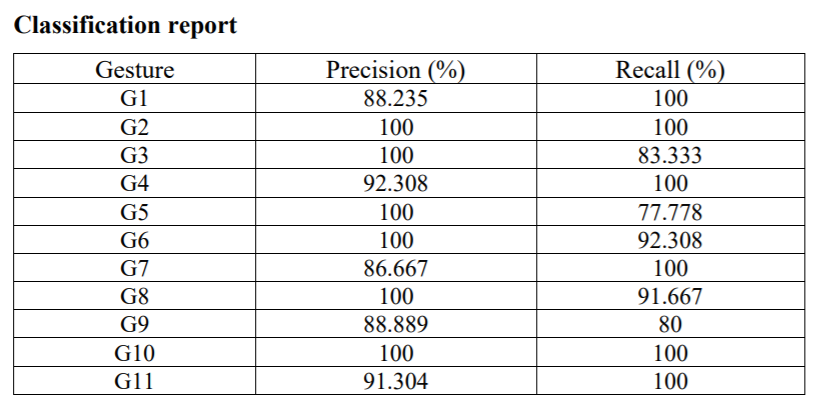 Classification report
Gesture Precision (%) Recall (%)
G1 88.235 100
G2 100 100
G3 100 83.333
G4 92.308 100
G5 100 77.778
G6 100 92.308
G7 86.667 100
G8 100 91.667
G9 88.889 80
G10 100 100
G11 91.304 100